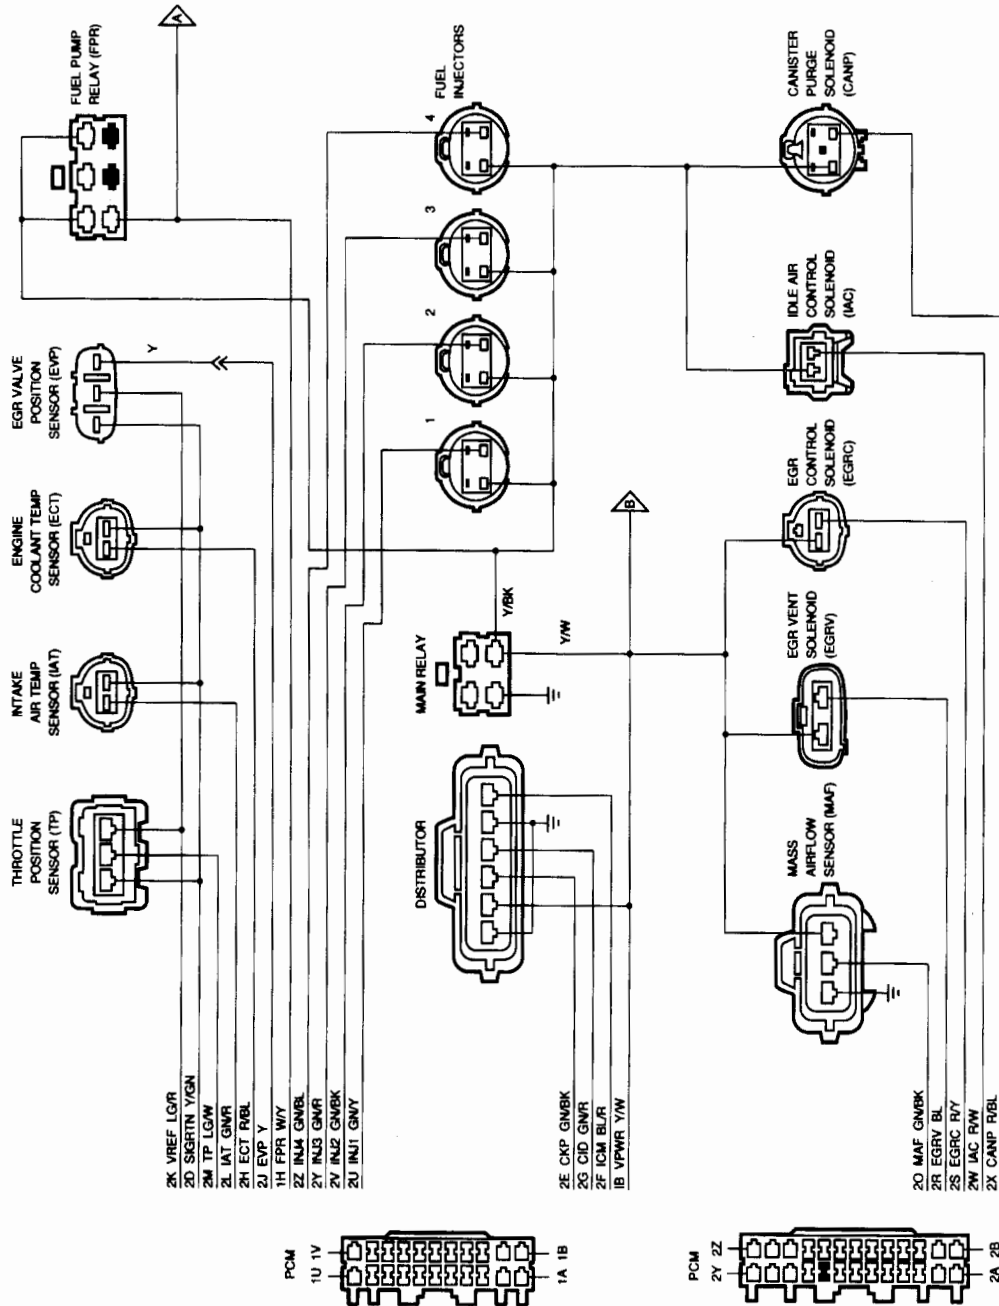 FUEL PUMP
RELAY (FPR)
A
EGR VALVE
POSITION
SENSOR (EVP)
Y
ENGINE
COOLANT TEMP
SENSOR (ECT)
INTAKE
AIR TEMP
SENSOR (IAT)
THROTTLE
POSITION
SENSOR (TP)
2K VREF LG/R
2D SIGRTN Y/GN
2M TP LG/W
2L IAT GN/R
2H ECT R/BL
2J EVP Y
1H FPR W/Y
2Z INJ4 GN/BL
2Y INJ3 GN/R
2V INJ2 GN/BK
2U INJ1 GN/Y
FUEL
INJECTORS
4
3
2
1
MAIN RELAY
Y/BK
Y/W
B
DISTRIBUTOR
2E CKP GN/BK
2G CID GN/R
2F ICM BL/R
IB VPWR Y/W
CANISTER
PURGE
SOLENOID
(CANP)
IDLE AIR
CONTROL
SOLENOID
(IAC)
EGR
CONTROL
SOLENOID
(EGRC)
EGR VENT
SOLENOID
(EGRV)
MASS
AIRFLOW
SENSOR (MAF)
2O MAF GN/BK
2R EGRV BL
2S EGRC R/Y
2W IAC R/W
2X CANP R/BL
PCM
1U 1V
1A 1B
PCM
2Y 2Z
2A 2B